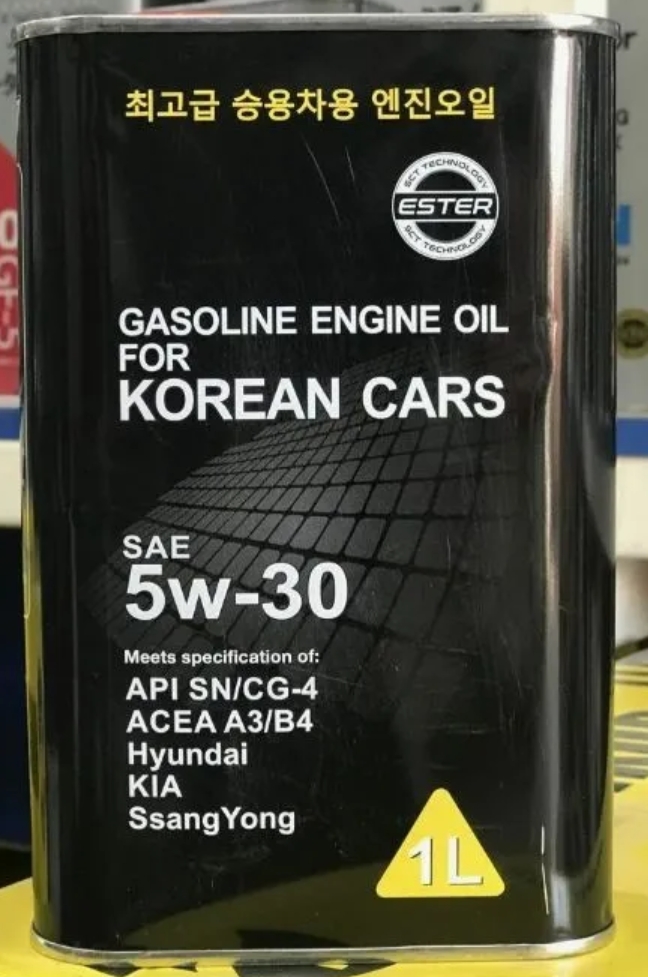 최고급 승용차용 엔진오일
SCT TECHNOLOGY
ESTER
SCT TECHNOLOGY
GASOLINE ENGINE OIL
FOR
KOREAN CARS
SAE
5w-30
Meets specification of:
API SN/CG-4
ACEA A3/B4
Hyundai
KIA
SsangYong
1L